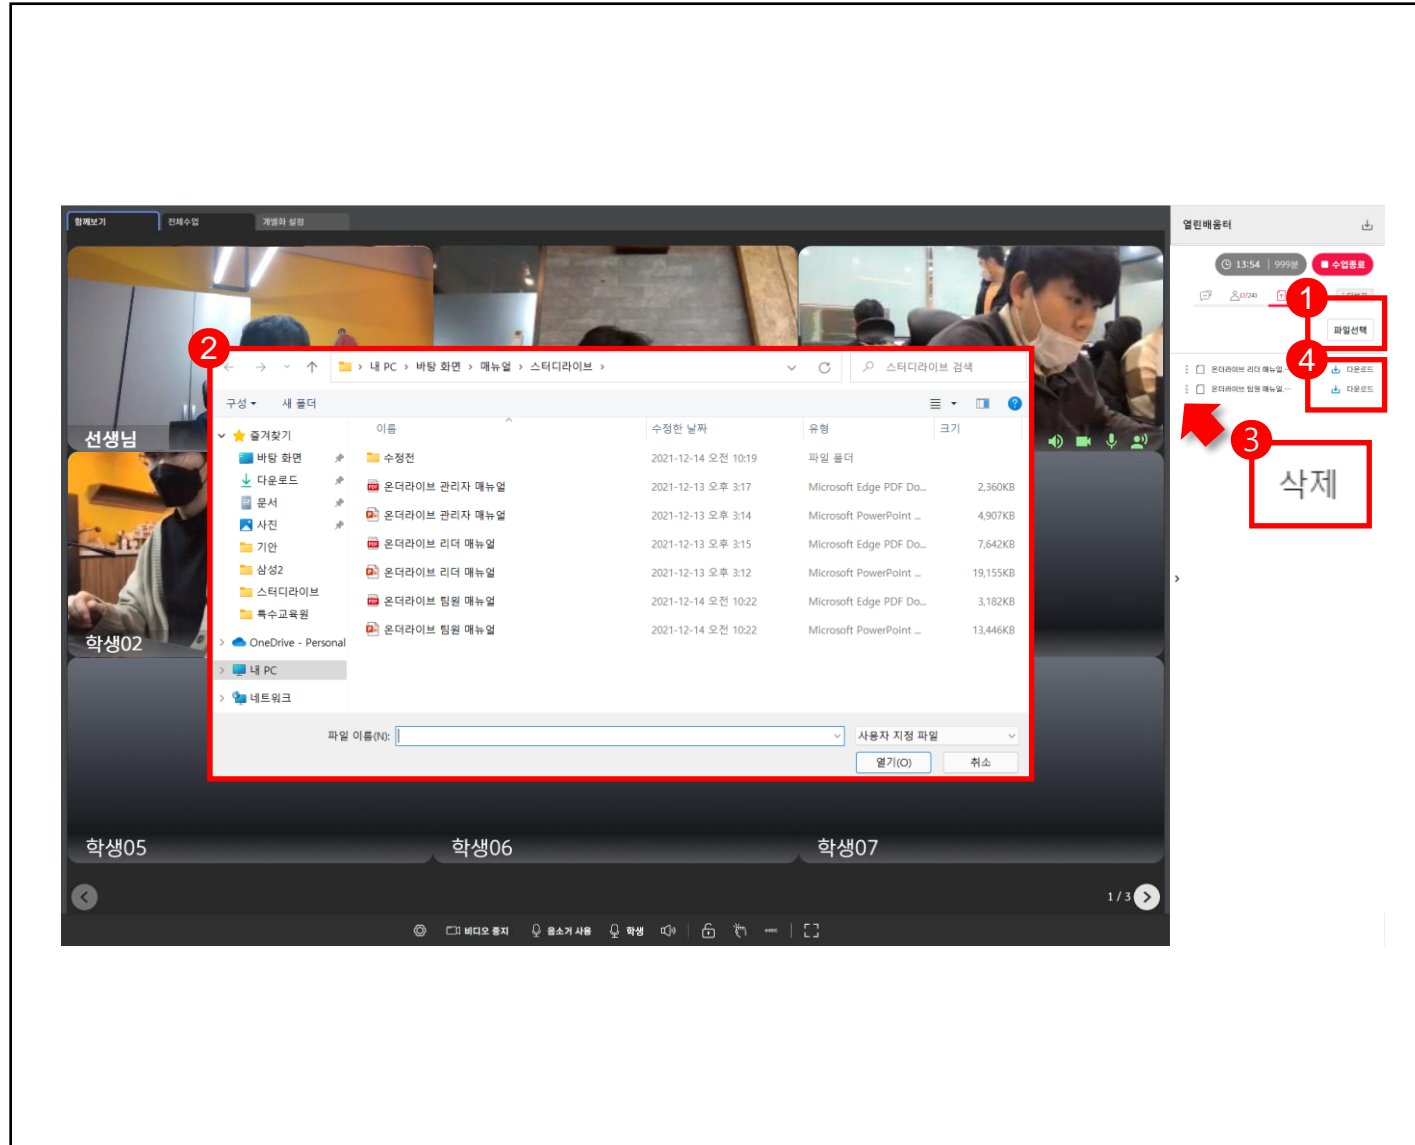 함께보기 전체수업 개별화 설정
열린배움터
13:54 | 999분 수업종료
(2/24)
1
파일선택
4
온더라이브 리더 매뉴얼... 다운로드
온더라이브 팀원 매뉴얼... 다운로드
3
삭제
선생님
학생02
2
내 PC > 바탕 화면 > 매뉴얼 > 스터디라이브 > 스터디라이브 검색
구성 새 폴더
이름 수정한 날짜 유형 크기
즐겨찾기
바탕 화면
다운로드
문서
사진
기안
삼성2
스터디라이브
특수교육원
OneDrive - Personal
내 PC
네트워크
수정전 2021-12-14 오전 10:19 파일 폴더
온더라이브 관리자 매뉴얼 2021-12-13 오후 3:17 Microsoft Edge PDF Do... 2,360KB
온더라이브 관리자 매뉴얼 2021-12-13 오후 3:14 Microsoft PowerPoint ... 4,907KB
온더라이브 리더 매뉴얼 2021-12-13 오후 3:15 Microsoft Edge PDF Do... 7,642KB
온더라이브 리더 매뉴얼 2021-12-13 오후 3:12 Microsoft PowerPoint ... 19,155KB
온더라이브 팀원 매뉴얼 2021-12-14 오전 10:22 Microsoft Edge PDF Do... 3,182KB
온더라이브 팀원 매뉴얼 2021-12-14 오전 10:22 Microsoft PowerPoint ... 13,446KB
파일 이름(N): 사용자 지정 파일
열기(O) 취소
학생05 학생06 학생07
1 / 3
비디오 중지 음소거 사용 학생